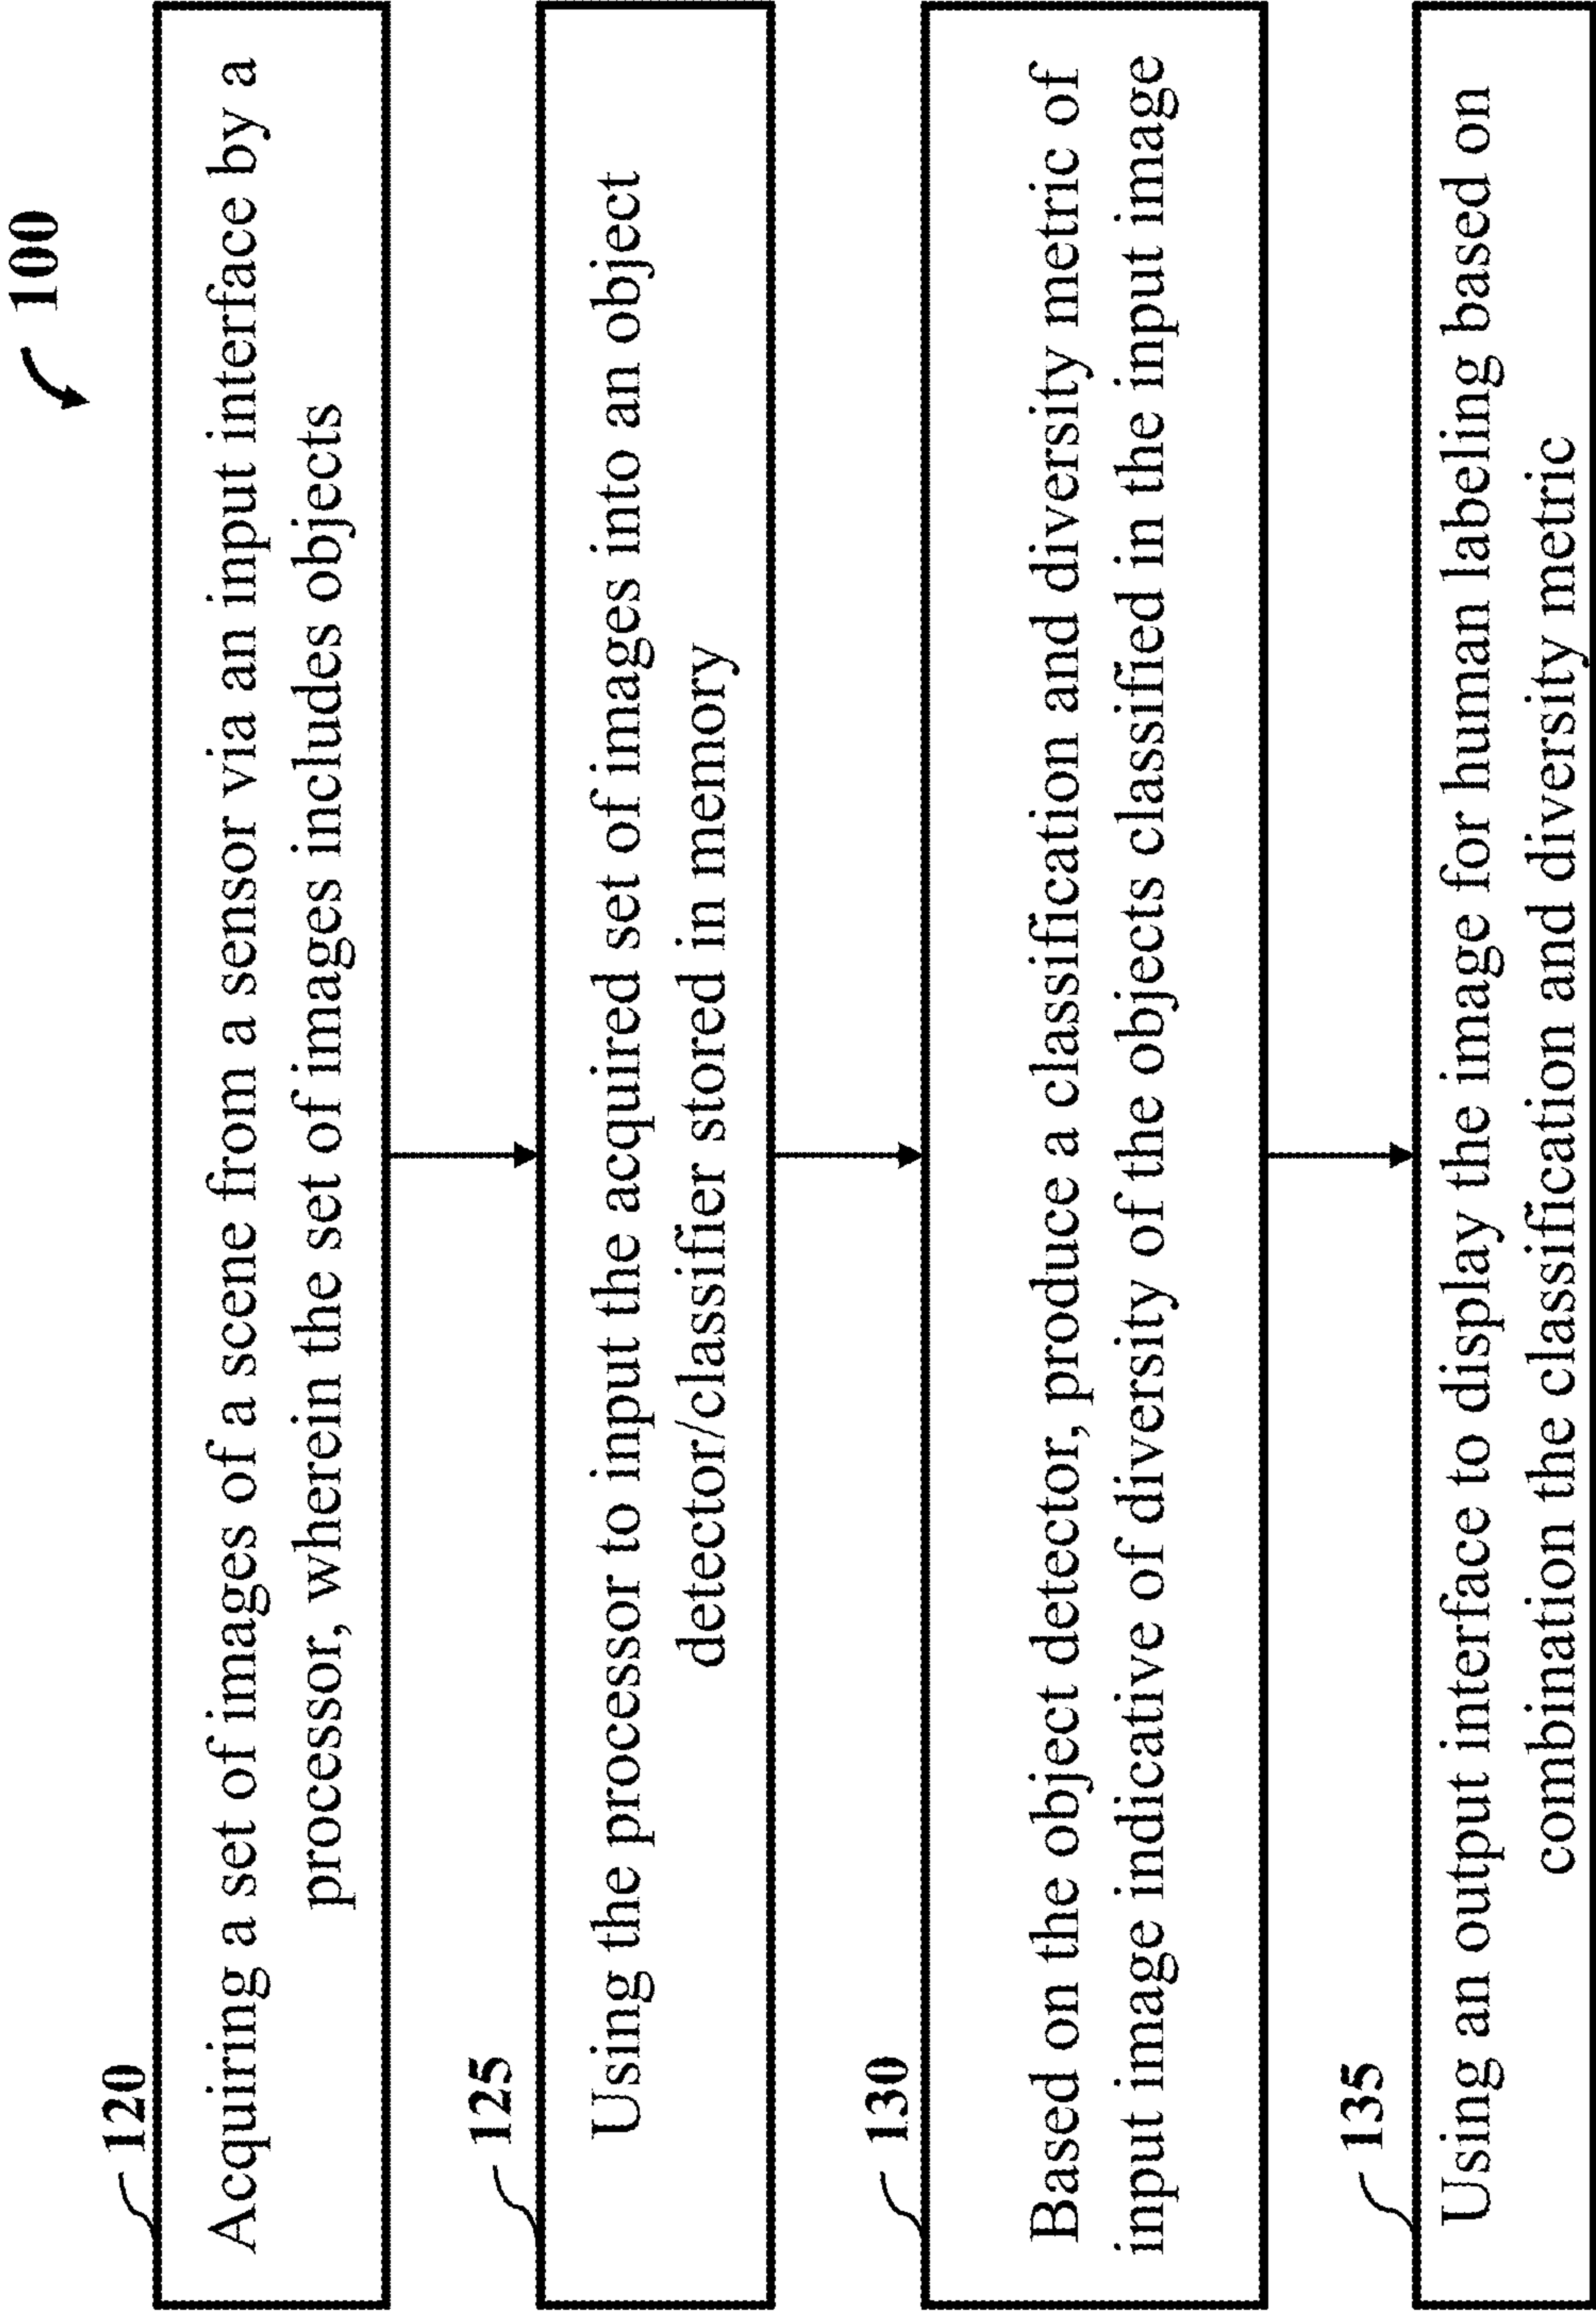 100
120
Acquiring a set of images of a scene from a sensor via an input interface by a
processor, wherein the set of images includes objects
125
Using the processor to input the acquired set of images into an object
detector/classifier stored in memory
130
Based on the object detector, produce a classification and diversity metric of
input image indicative of diversity of the objects classified in the input image
135
Using an output interface to display the image for human labeling based on
combination the classification and diversity metric